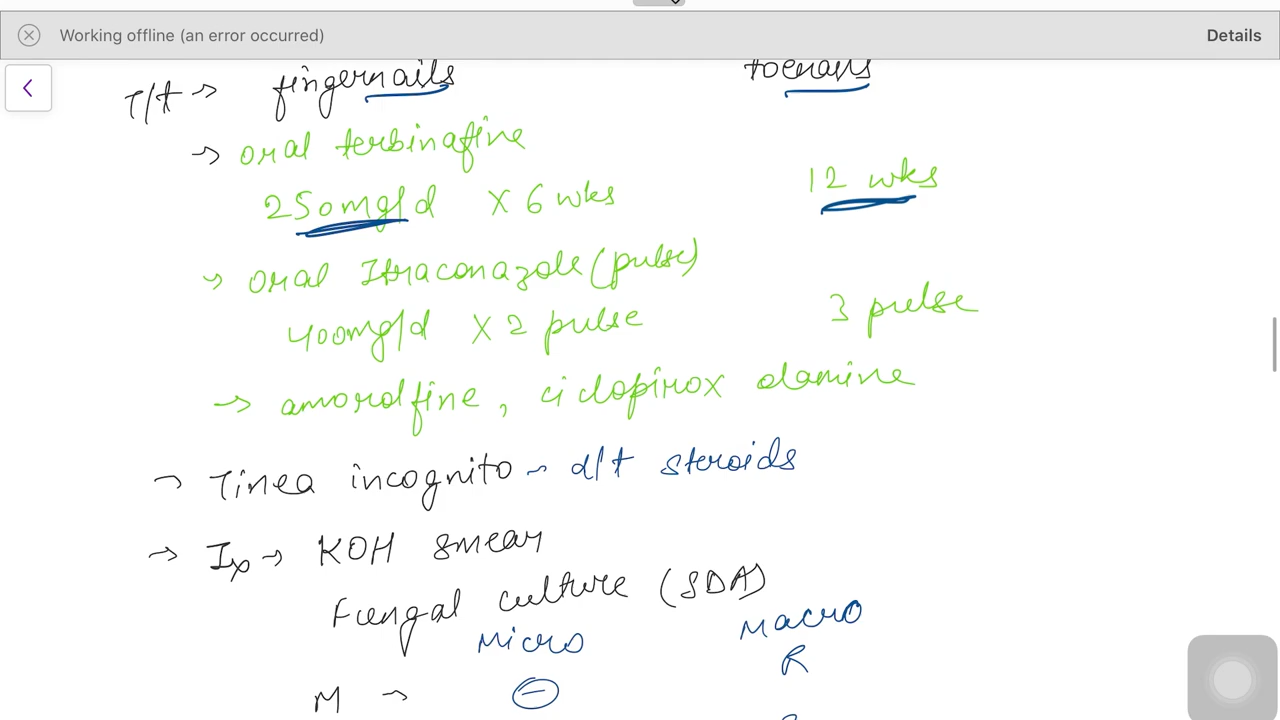 Working offline (an error occurred) Details
T/t → fingernails toenails
→ oral terbinafine
250mg/d X 6 wks 12 wks
→ oral Itraconazole (pulse)
400mg/d X 2 pulse 3 pulse
→ amorolfine, ciclopirox olamine
→ Tinea incognito ~ d/t steroids
→ Ix → KOH smear
Fungal culture (SDA)
Micro Macro
R
M → ⊖